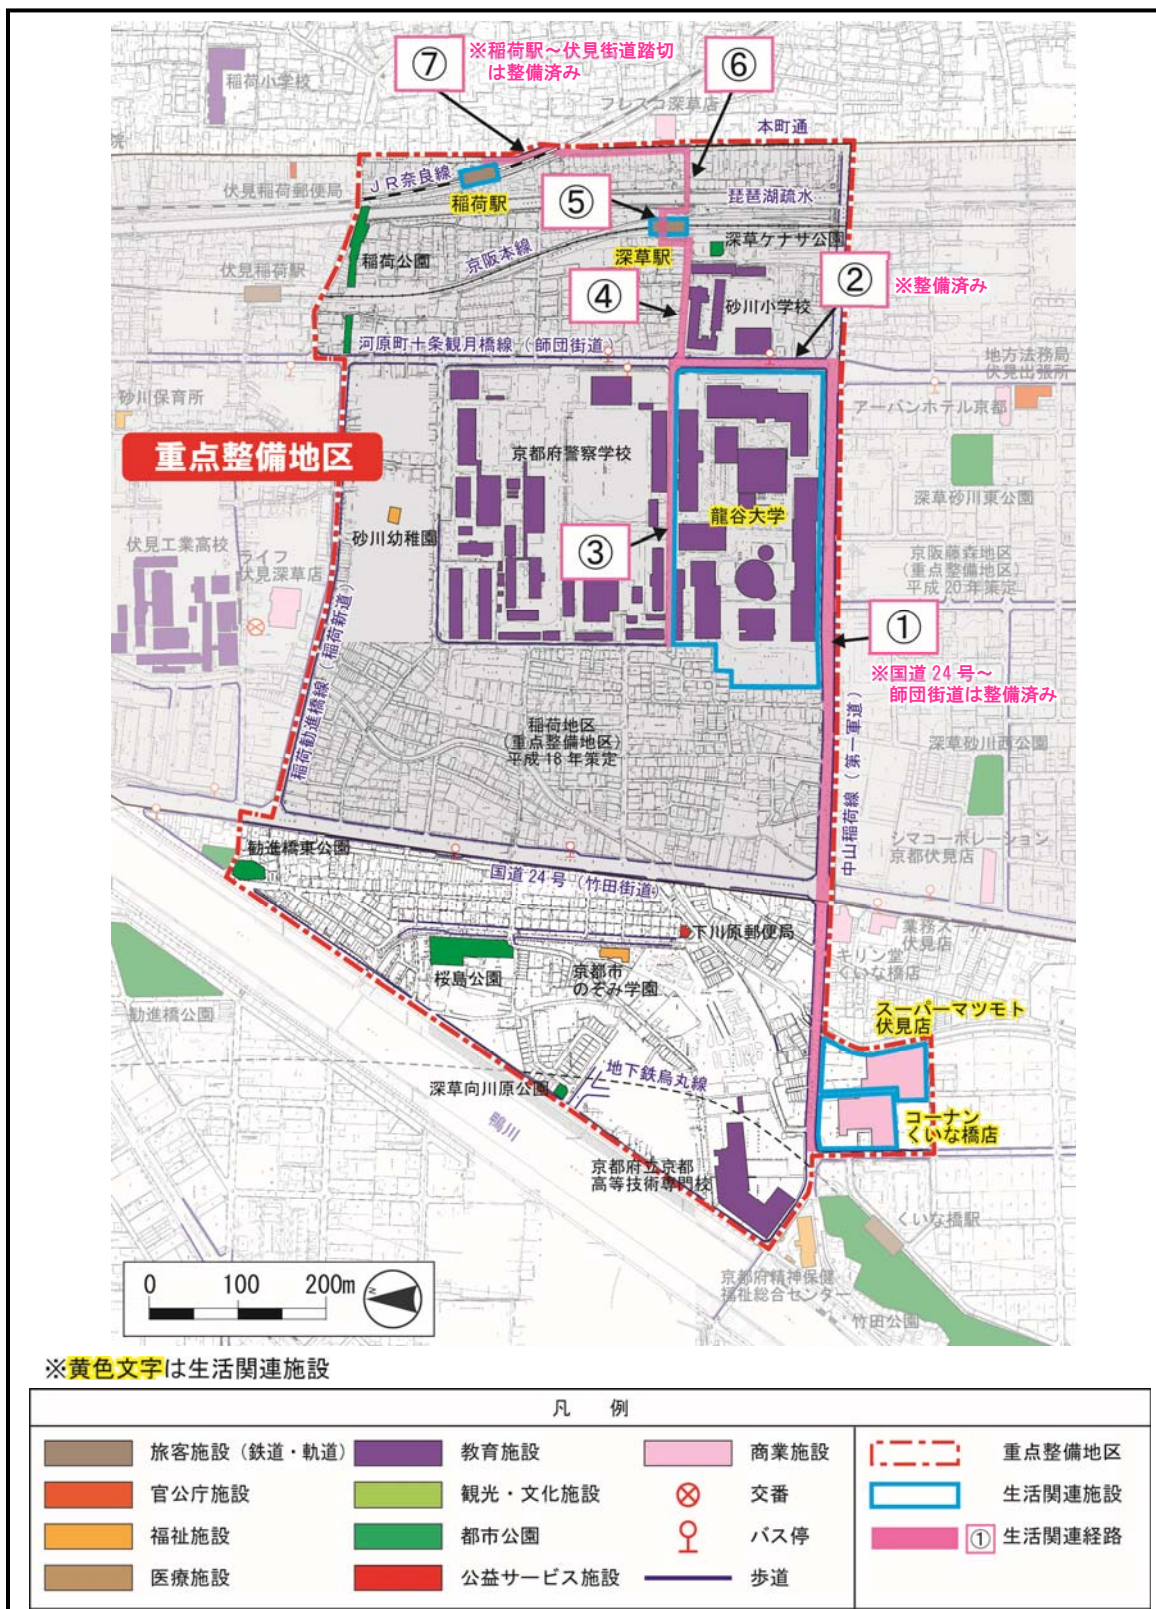 稲荷小学校
⑦
※稲荷駅～伏見街道踏切
は整備済み
⑥
フレスコ深草店
本町通
院
伏見稲荷郵便局
JR奈良線
稲荷駅
⑤
琵琶湖疏水
深草ケナサ公園
深草駅
稲荷公園
京阪本線
伏見稲荷駅
④
砂川小学校
②
※整備済み
河原町十条観月橋線（師団街道）
地方法務局
伏見出張所
アーバンホテル京都
砂川保育所
重点整備地区
京都府警察学校
深草砂川東公園
龍谷大学
③
砂川幼稚園
伏見工業高校
ライフ
伏見深草店
京阪藤森地区
（重点整備地区）
平成20年策定
①
※国道24号～
師団街道は整備済み
稲荷勧進橋線（稲荷新道）
稲荷地区
（重点整備地区）
平成18年策定
中山稲荷線（第一軍道）
深草砂川西公園
シマコーポレーション
京都伏見店
勧進橋東公園
国道24号（竹田街道）
業務スーパー
伏見店
キリン堂
くいな橋店
下川原郵便局
桜島公園
京都市
のぞみ学園
勧進橋公園
スーパーマツモト
伏見店
地下鉄烏丸線
深草向川原公園
鴨川
コーナン
くいな橋店
京都府立京都
高等技術専門校
くいな橋駅
京都府精神保健
福祉総合センター
竹田公園
0 100 200m
N
※黄色文字は生活関連施設
凡 例
旅客施設（鉄道・軌道） 教育施設 商業施設 重点整備地区
官公庁施設 観光・文化施設 交番 生活関連施設
福祉施設 都市公園 バス停 ① 生活関連経路
医療施設 公益サービス施設 歩道